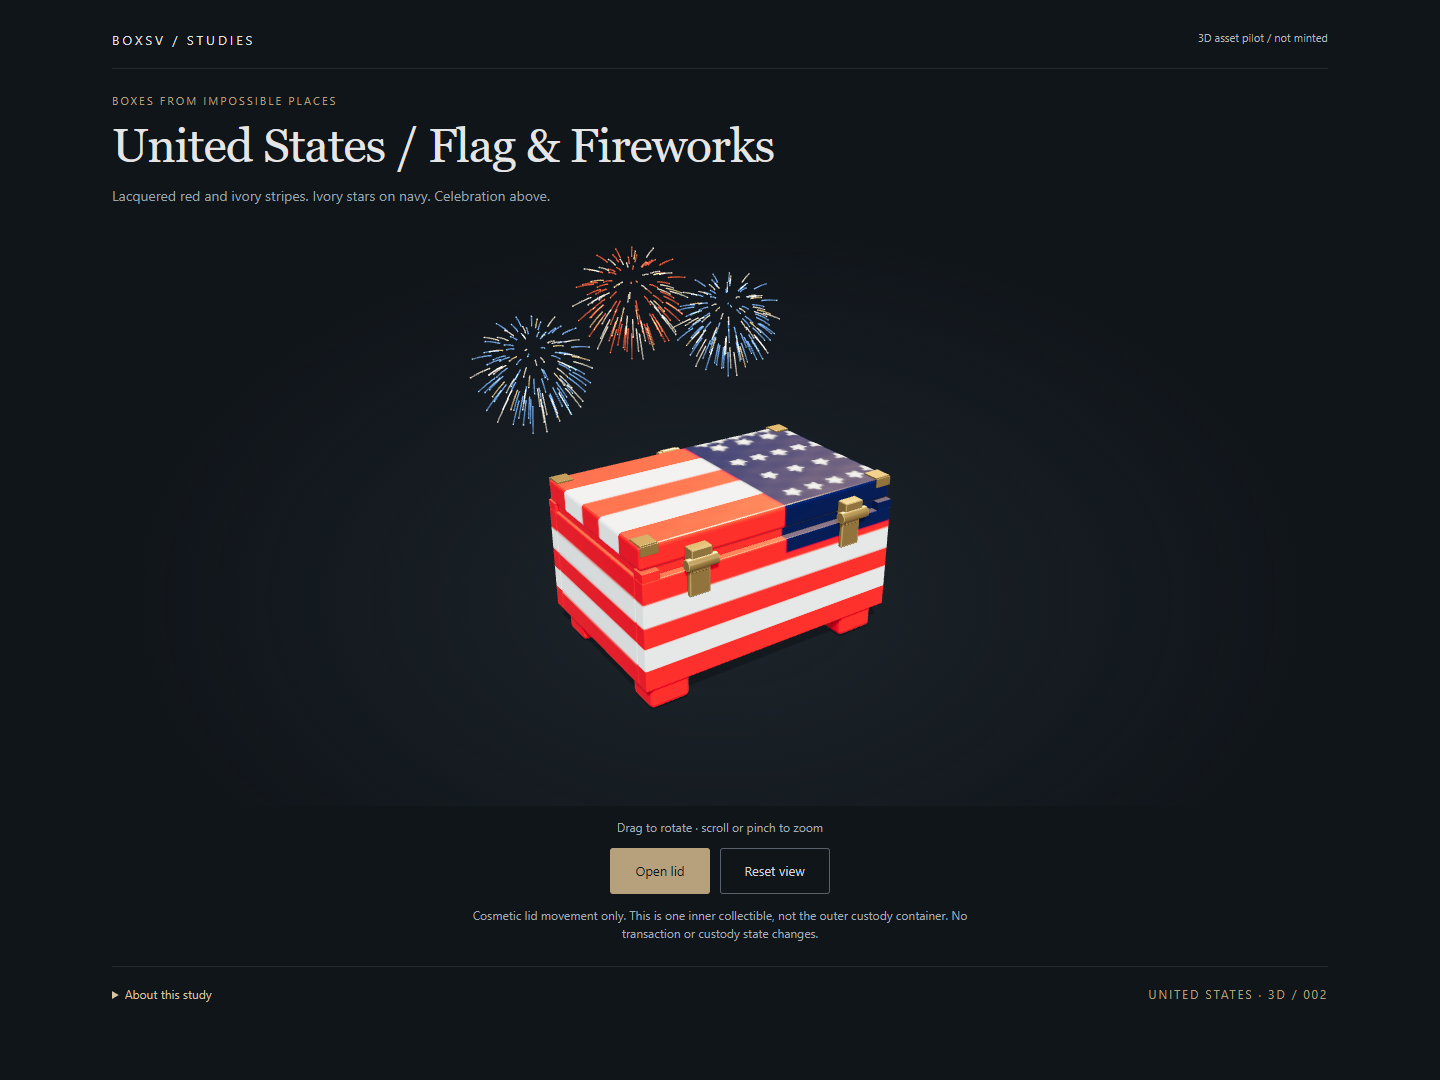 BOXSV / STUDIES
3D asset pilot / not minted
BOXES FROM IMPOSSIBLE PLACES
United States / Flag & Fireworks
Lacquered red and ivory stripes. Ivory stars on navy. Celebration above.
Drag to rotate · scroll or pinch to zoom
Open lid
Reset view
Cosmetic lid movement only. This is one inner collectible, not the outer custody container. No
transaction or custody state changes.
About this study
UNITED STATES · 3D / 002